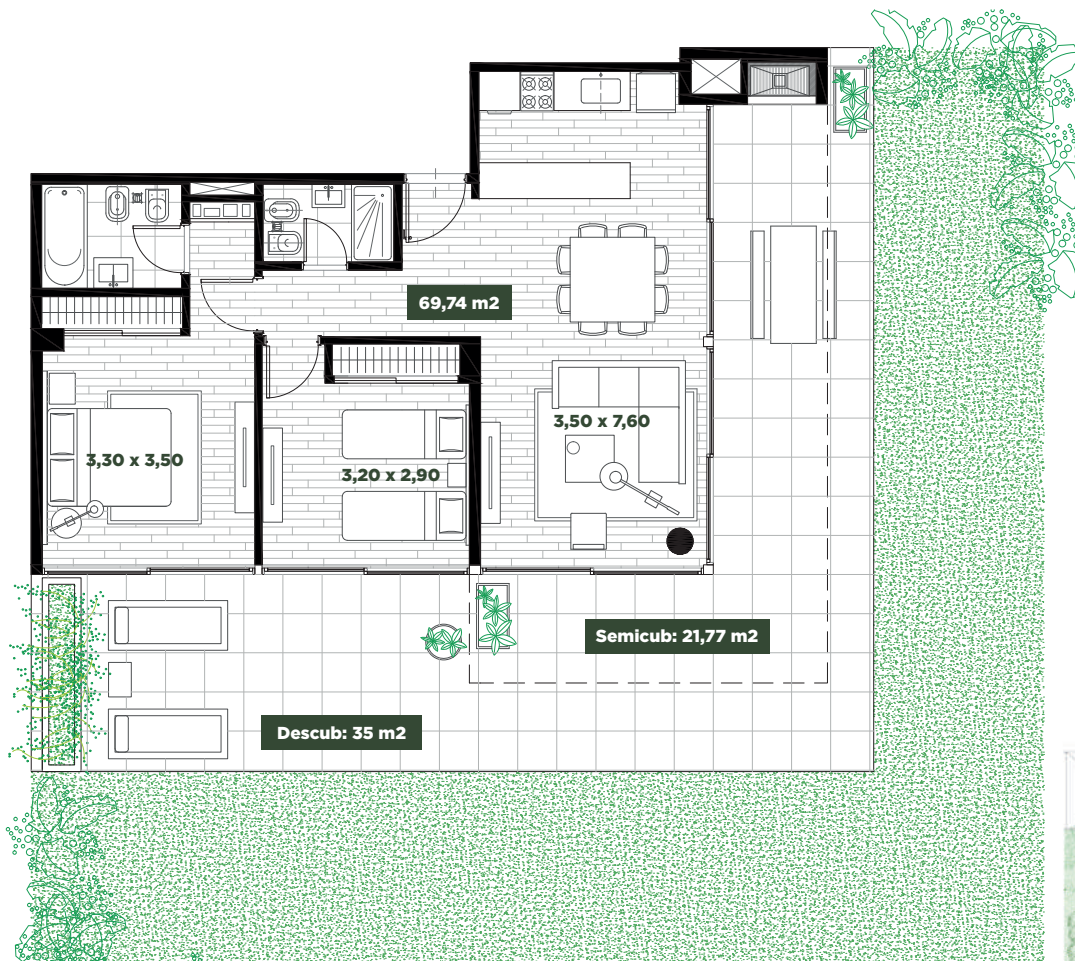 69,74 m2
3,50 x 7,60
3,30 x 3,50
3,20 x 2,90
Semicub: 21,77 m2
Descub: 35 m2